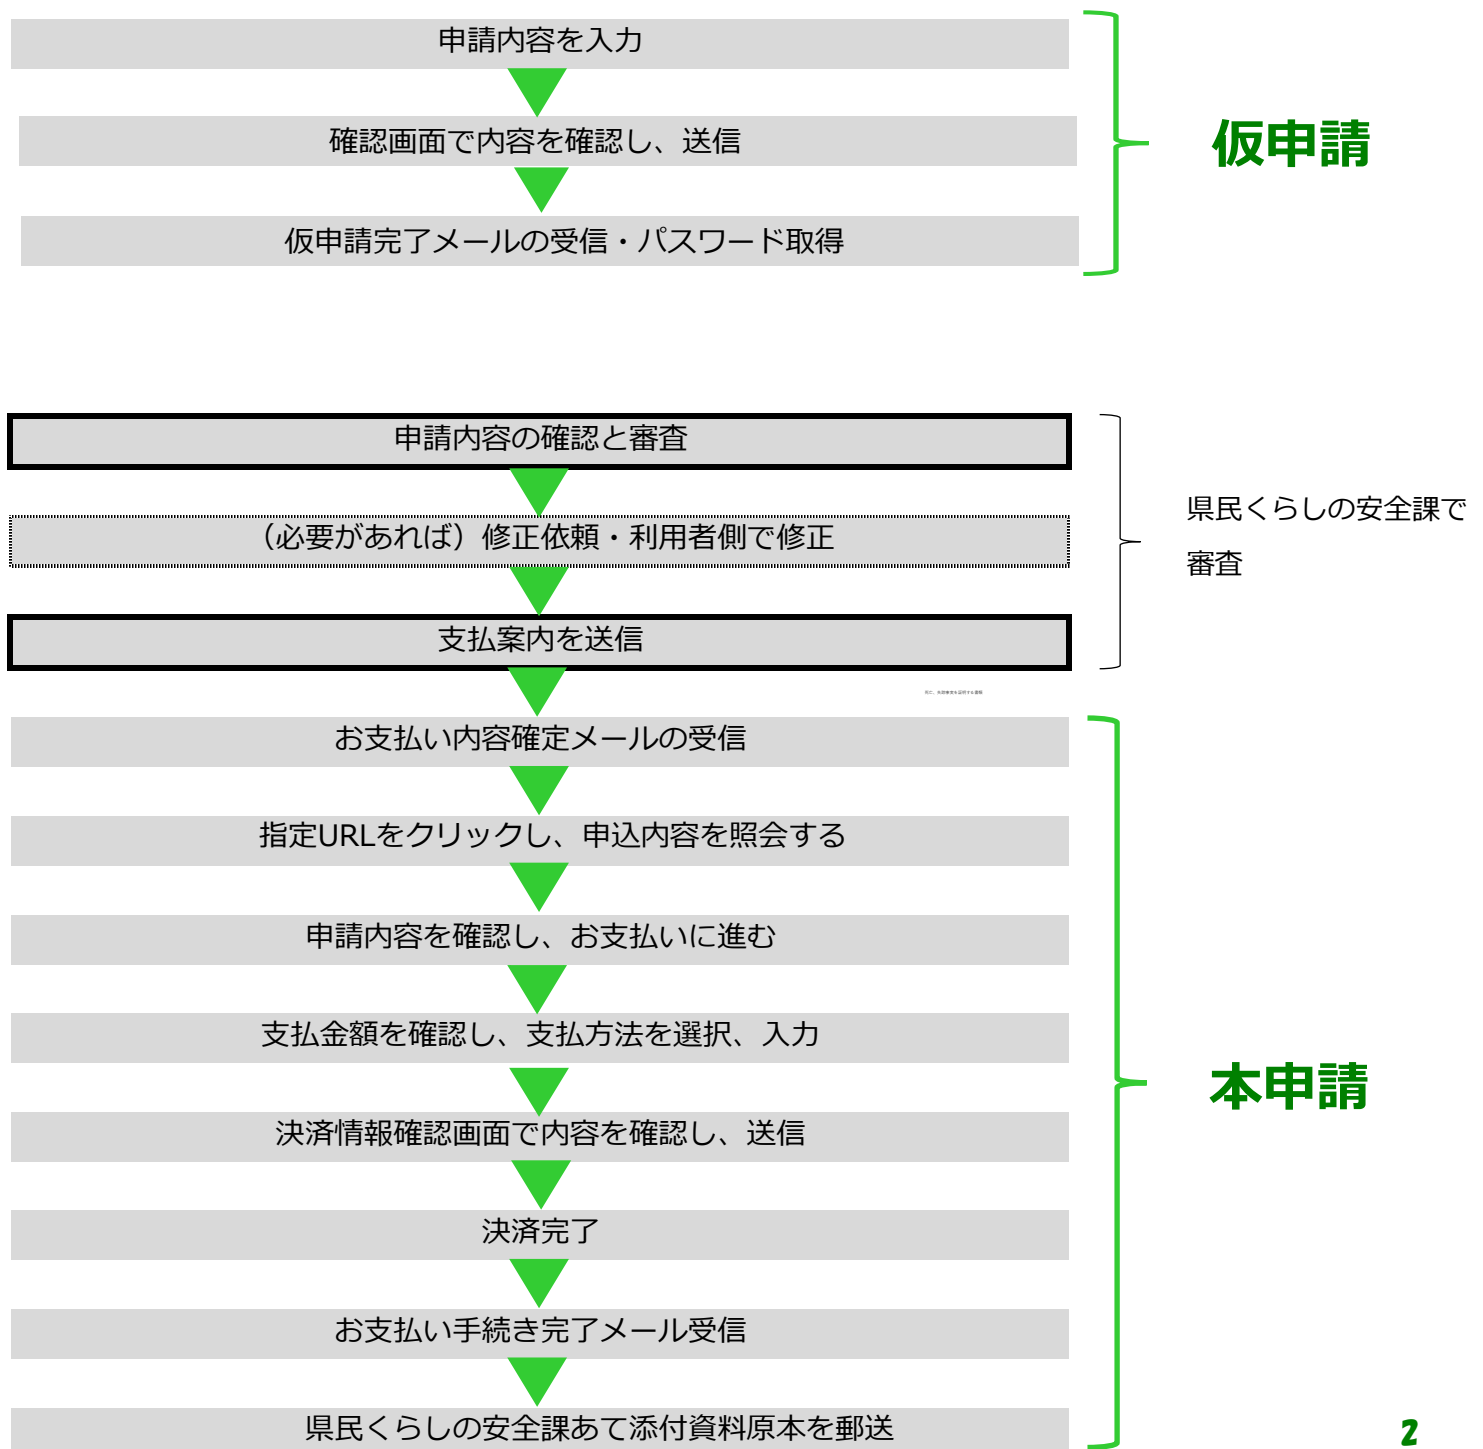 申請内容を入力
確認画面で内容を確認し、送信
仮申請完了メールの受信・パスワード取得
仮申請
申請内容の確認と審査
（必要があれば）修正依頼・利用者側で修正
支払案内を送信
県民くらしの安全課で
審査
お支払い内容確定メールの受信
指定URLをクリックし、申込内容を照会する
申請内容を確認し、お支払いに進む
支払金額を確認し、支払方法を選択、入力
決済情報確認画面で内容を確認し、送信
決済完了
お支払い手続き完了メール受信
県民くらしの安全課あて添付資料原本を郵送
本申請
2